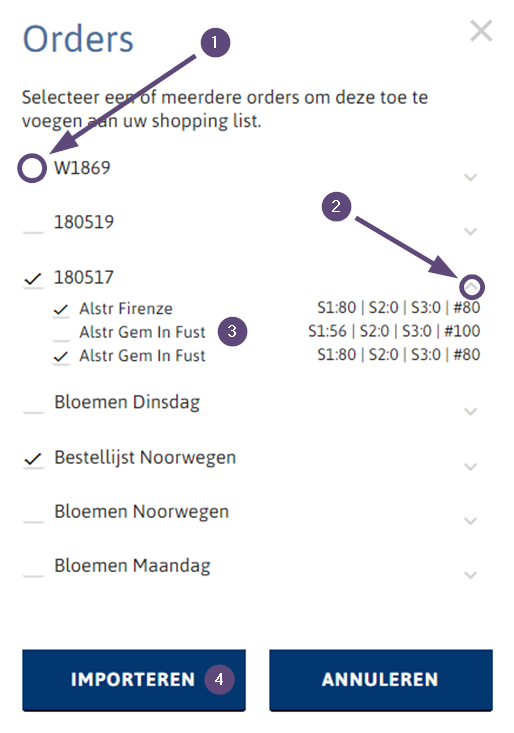 Orders
1
Selecteer een of meerdere orders om deze toe te
voegen aan uw shopping list.
W1869
2
180519
180517
Alstr Firenze S1:80 | S2:0 | S3:0 | #80
Alstr Gem In Fust 3 S1:56 | S2:0 | S3:0 | #100
Alstr Gem In Fust S1:80 | S2:0 | S3:0 | #80
Bloemen Dinsdag
Bestellijst Noorwegen
Bloemen Noorwegen
Bloemen Maandag
IMPORTEREN 4 ANNULEREN